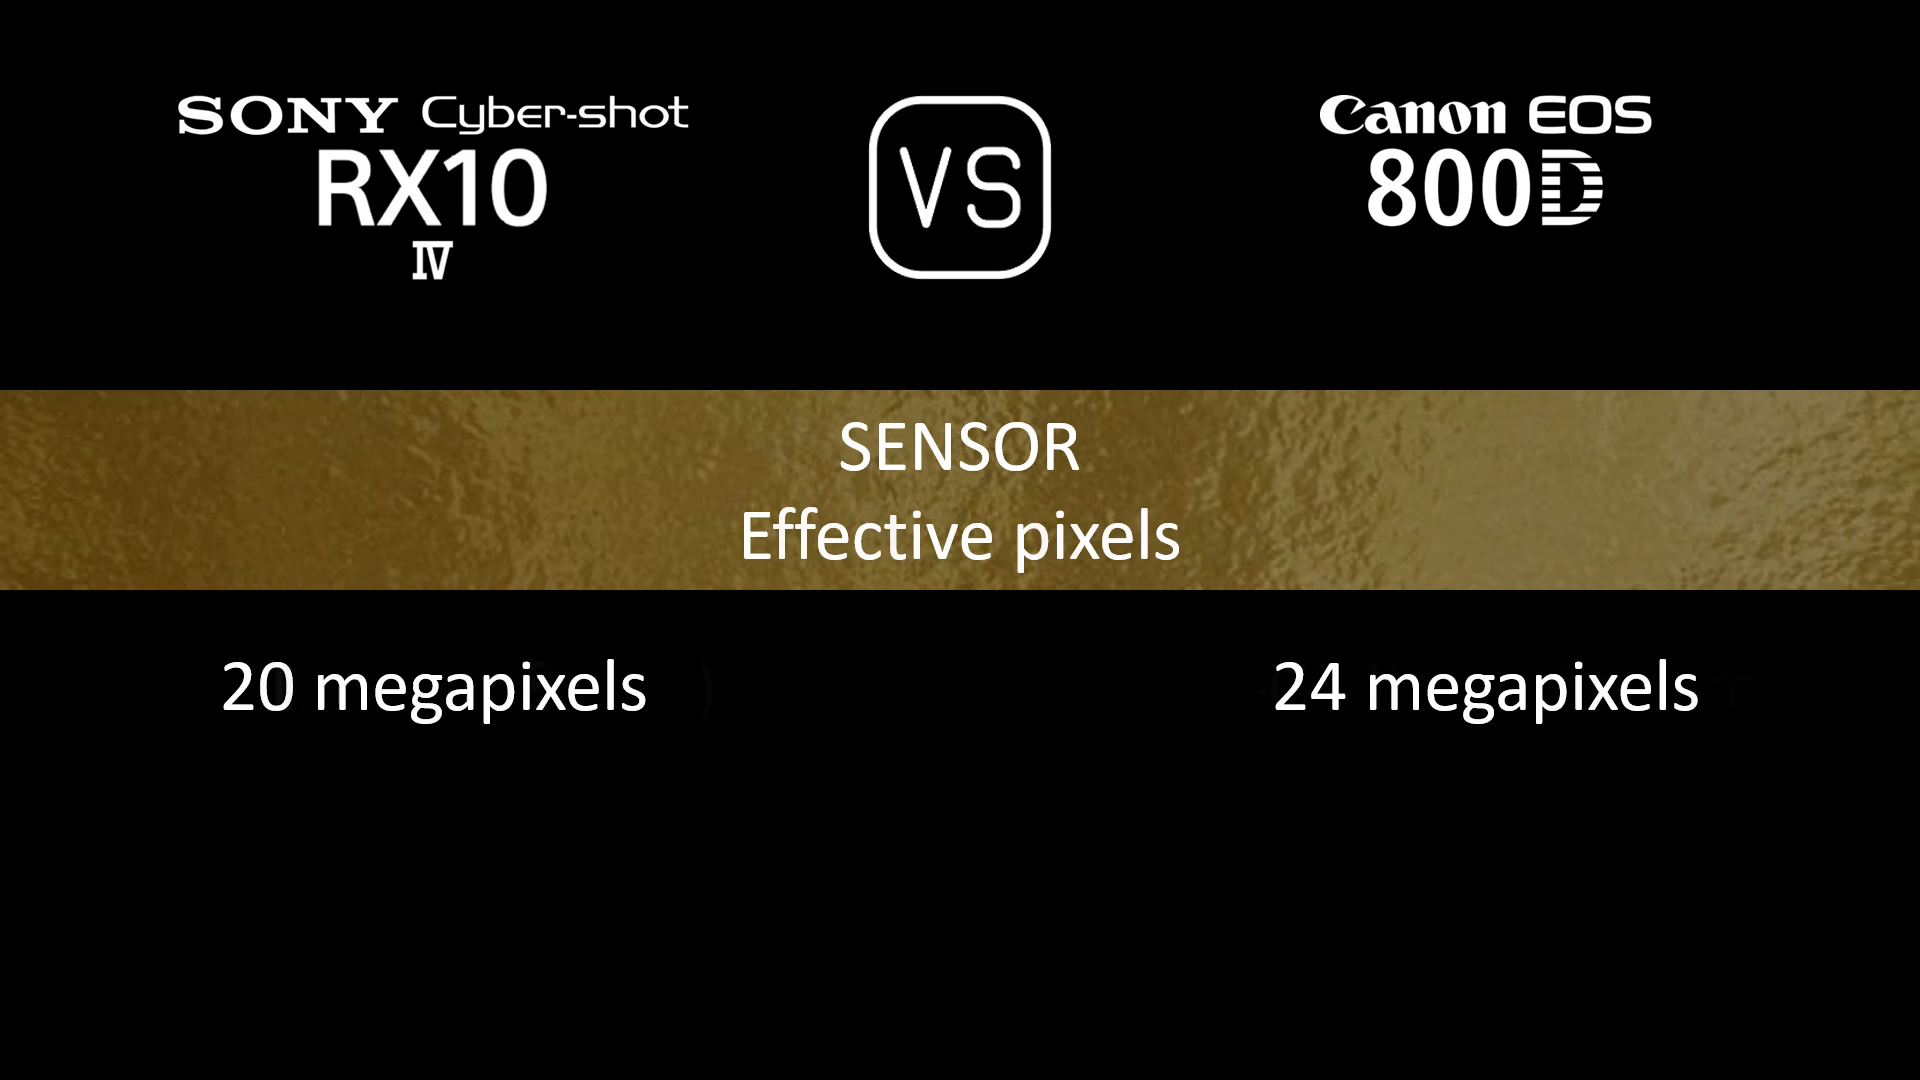 SONY Cyber-shot
RX10
IV
VS
Canon EOS
800D
SENSOR
Effective pixels
20 megapixels
24 megapixels